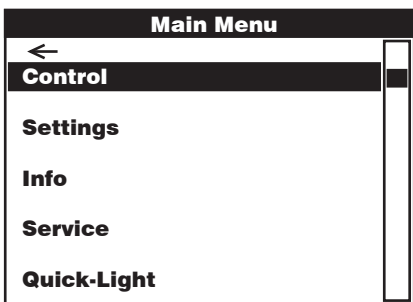 Main Menu
←
Control
Settings
Info
Service
Quick-Light